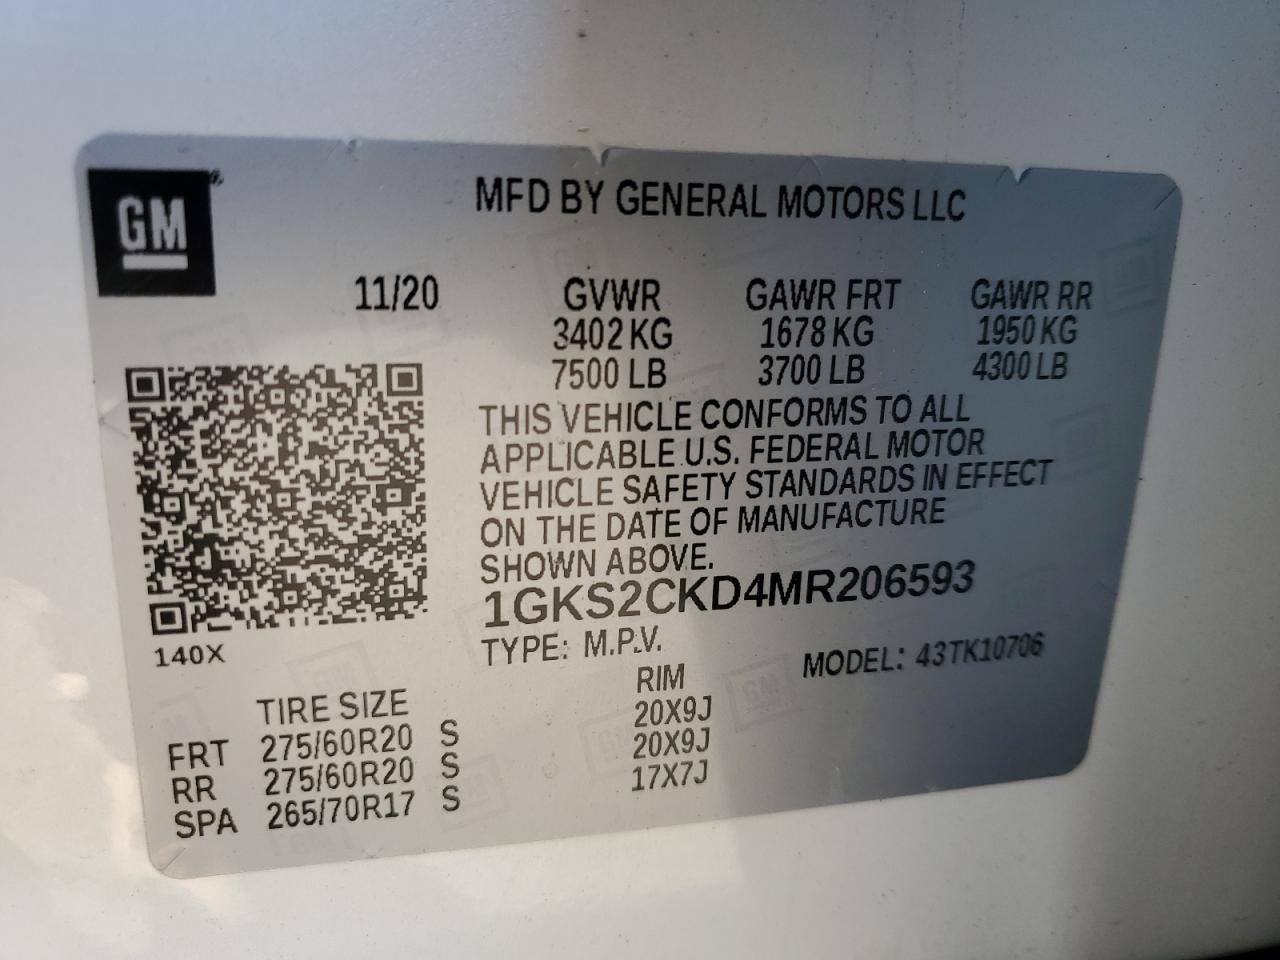 GM
MFD BY GENERAL MOTORS LLC
11/20 GVWR GAWR FRT GAWR RR
3402 KG 1678 KG 1950 KG
7500 LB 3700 LB 4300 LB
THIS VEHICLE CONFORMS TO ALL
APPLICABLE U.S. FEDERAL MOTOR
VEHICLE SAFETY STANDARDS IN EFFECT
ON THE DATE OF MANUFACTURE
SHOWN ABOVE.
1GKS2CKD4MR206593
140X
TYPE: M.P.V. MODEL: 43TK10706
TIRE SIZE RIM
FRT 275/60R20 S 20X9J
RR 275/60R20 S 20X9J
SPA 265/70R17 S 17X7J